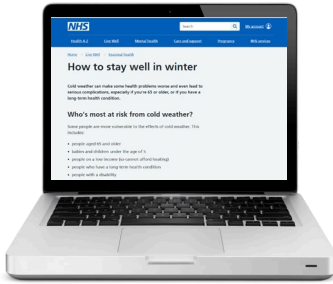 NHS
Search
My account
Health A-Z Live Well Mental health Care and support Pregnancy NHS services
Home Live Well Seasonal health
How to stay well in winter
Cold weather can make some health problems worse and even lead to
serious complications, especially if you're 65 or older, or if you have a
long-term health condition.
Who's most at risk from cold weather?
Some people are more vulnerable to the effects of cold weather. This
includes:
• people aged 65 and older
• babies and children under the age of 5
• people on a low income (so cannot afford heating)
• people who have a long-term health condition
• people with a disability